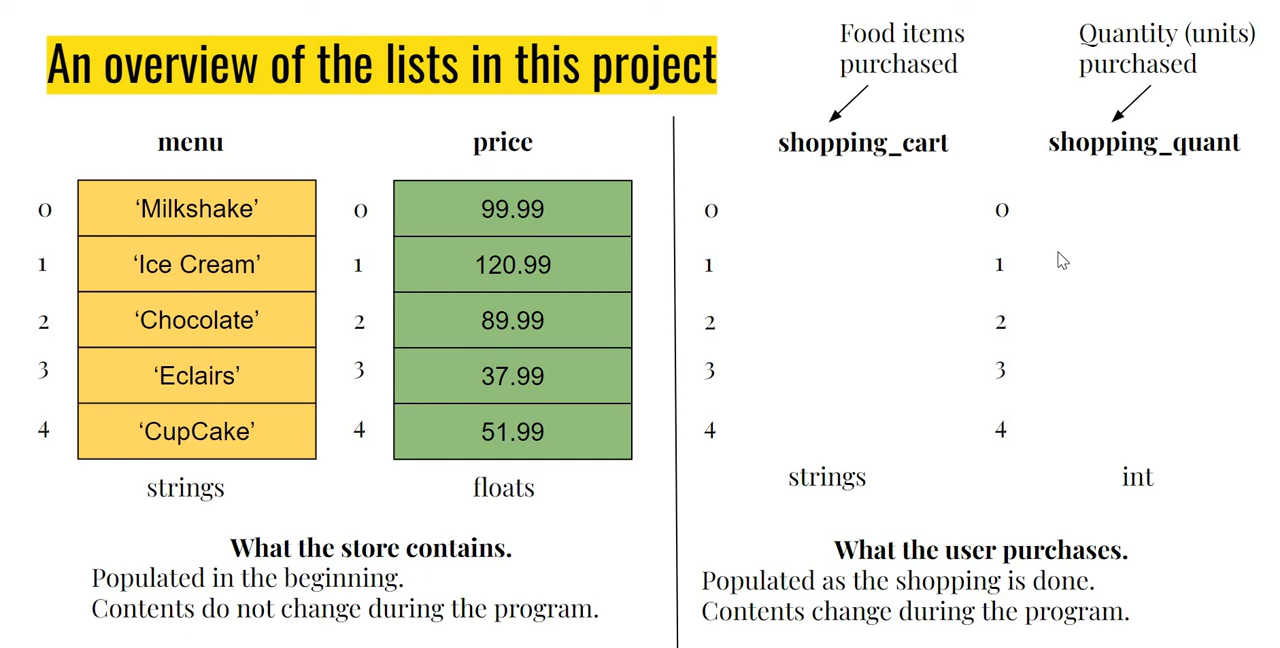 An overview of the lists in this project
Food items
purchased
Quantity (units)
purchased
menu
price
shopping_cart
shopping_quant
0 ‘Milkshake’ 0 99.99 0 0
1 ‘Ice Cream’ 1 120.99 1 1
2 ‘Chocolate’ 2 89.99 2 2
3 ‘Eclairs’ 3 37.99 3 3
4 ‘CupCake’ 4 51.99 4 4
strings
floats
strings
int
What the store contains.
Populated in the beginning.
Contents do not change during the program.
What the user purchases.
Populated as the shopping is done.
Contents change during the program.